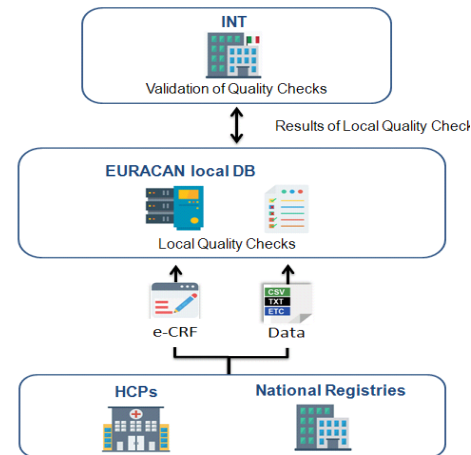 INT
Validation of Quality Checks
Results of Local Quality Check
EURACAN local DB
Local Quality Checks
e-CRF
CSV
TXT
ETC
Data
HCPs
National Registries